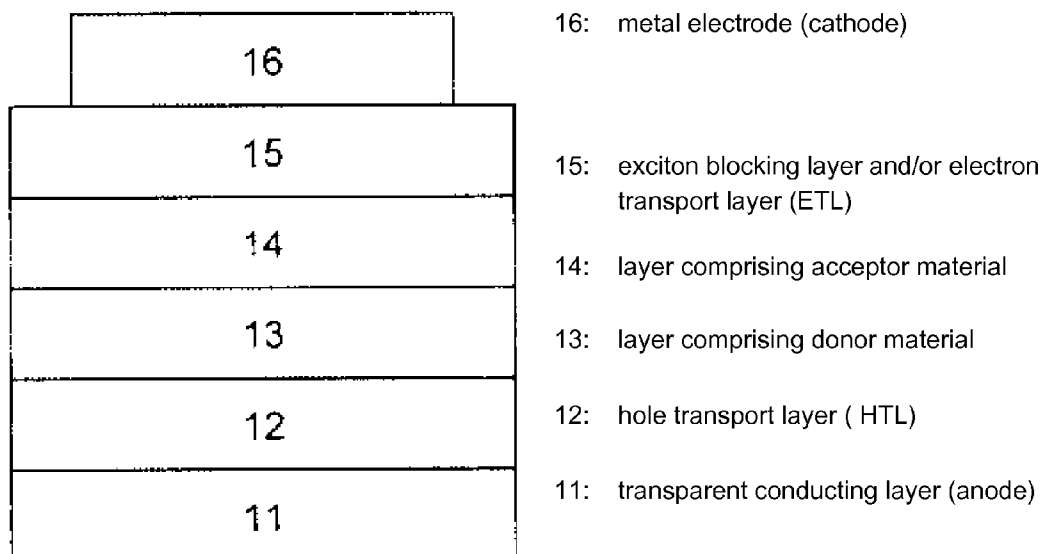 16
15
14
13
12
11
16: metal electrode (cathode)
15: exciton blocking layer and/or electron
transport layer (ETL)
14: layer comprising acceptor material
13: layer comprising donor material
12: hole transport layer ( HTL)
11: transparent conducting layer (anode)